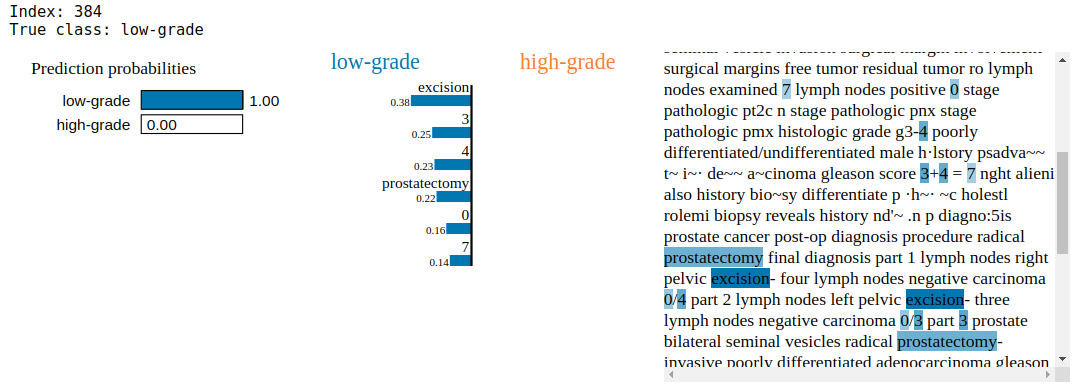 Index: 384
True class: low-grade
Prediction probabilities
low-grade 1.00
high-grade 0.00
low-grade
high-grade
excision
0.38
3
0.25
4
0.23
prostatectomy
0.22
0
0.16
7
0.14
seminal vesicle invasion surgical margin involvement
surgical margins free tumor residual tumor ro lymph
nodes examined 7 lymph nodes positive 0 stage
pathologic pt2c n stage pathologic pnx stage
pathologic pmx histologic grade g3-4 poorly
differentiated/undifferentiated male h·lstory psadva~~
t~ i~· de~~ a~cinoma gleason score 3+4 = 7 nght alieni
also history bio~sy differentiate p ·h~· ~c holestl
rolemi biopsy reveals history nd'~ .n p diagno:5is
prostate cancer post-op diagnosis procedure radical
prostatectomy final diagnosis part 1 lymph nodes right
pelvic excision- four lymph nodes negative carcinoma
0/4 part 2 lymph nodes left pelvic excision- three
lymph nodes negative carcinoma 0/3 part 3 prostate
bilateral seminal vesicles radical prostatectomy-
invasive poorly differentiated adenocarcinoma gleason